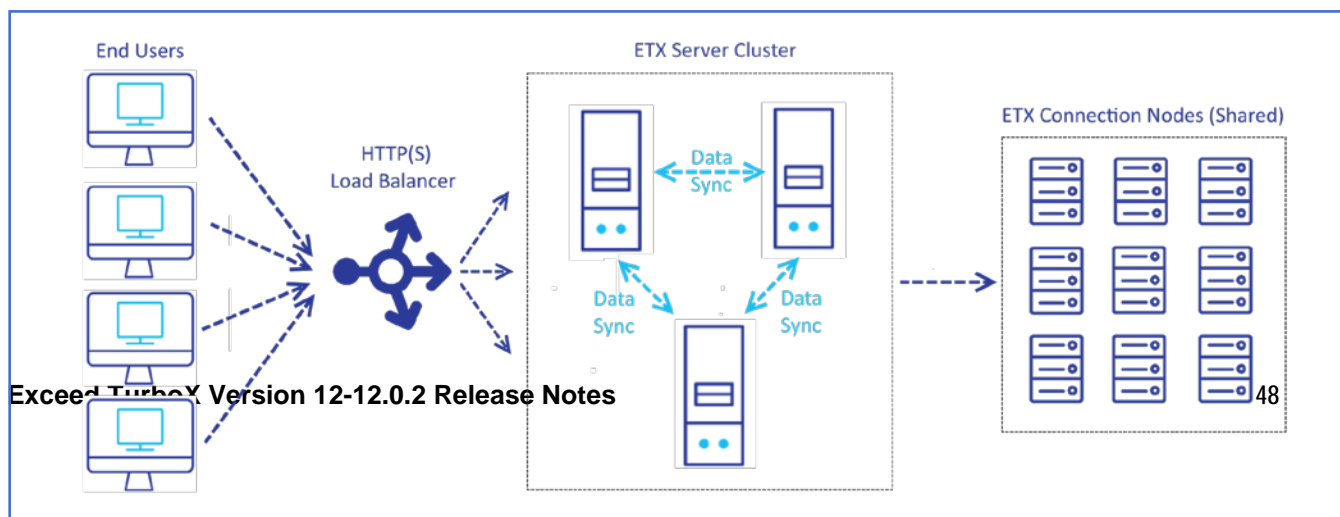 End Users
HTTP(S)
Load Balancer
ETX Server Cluster
Data
Sync
Data
Sync
Data
Sync
ETX Connection Nodes (Shared)
Exceed TurboX Version 12-12.0.2 Release Notes
48